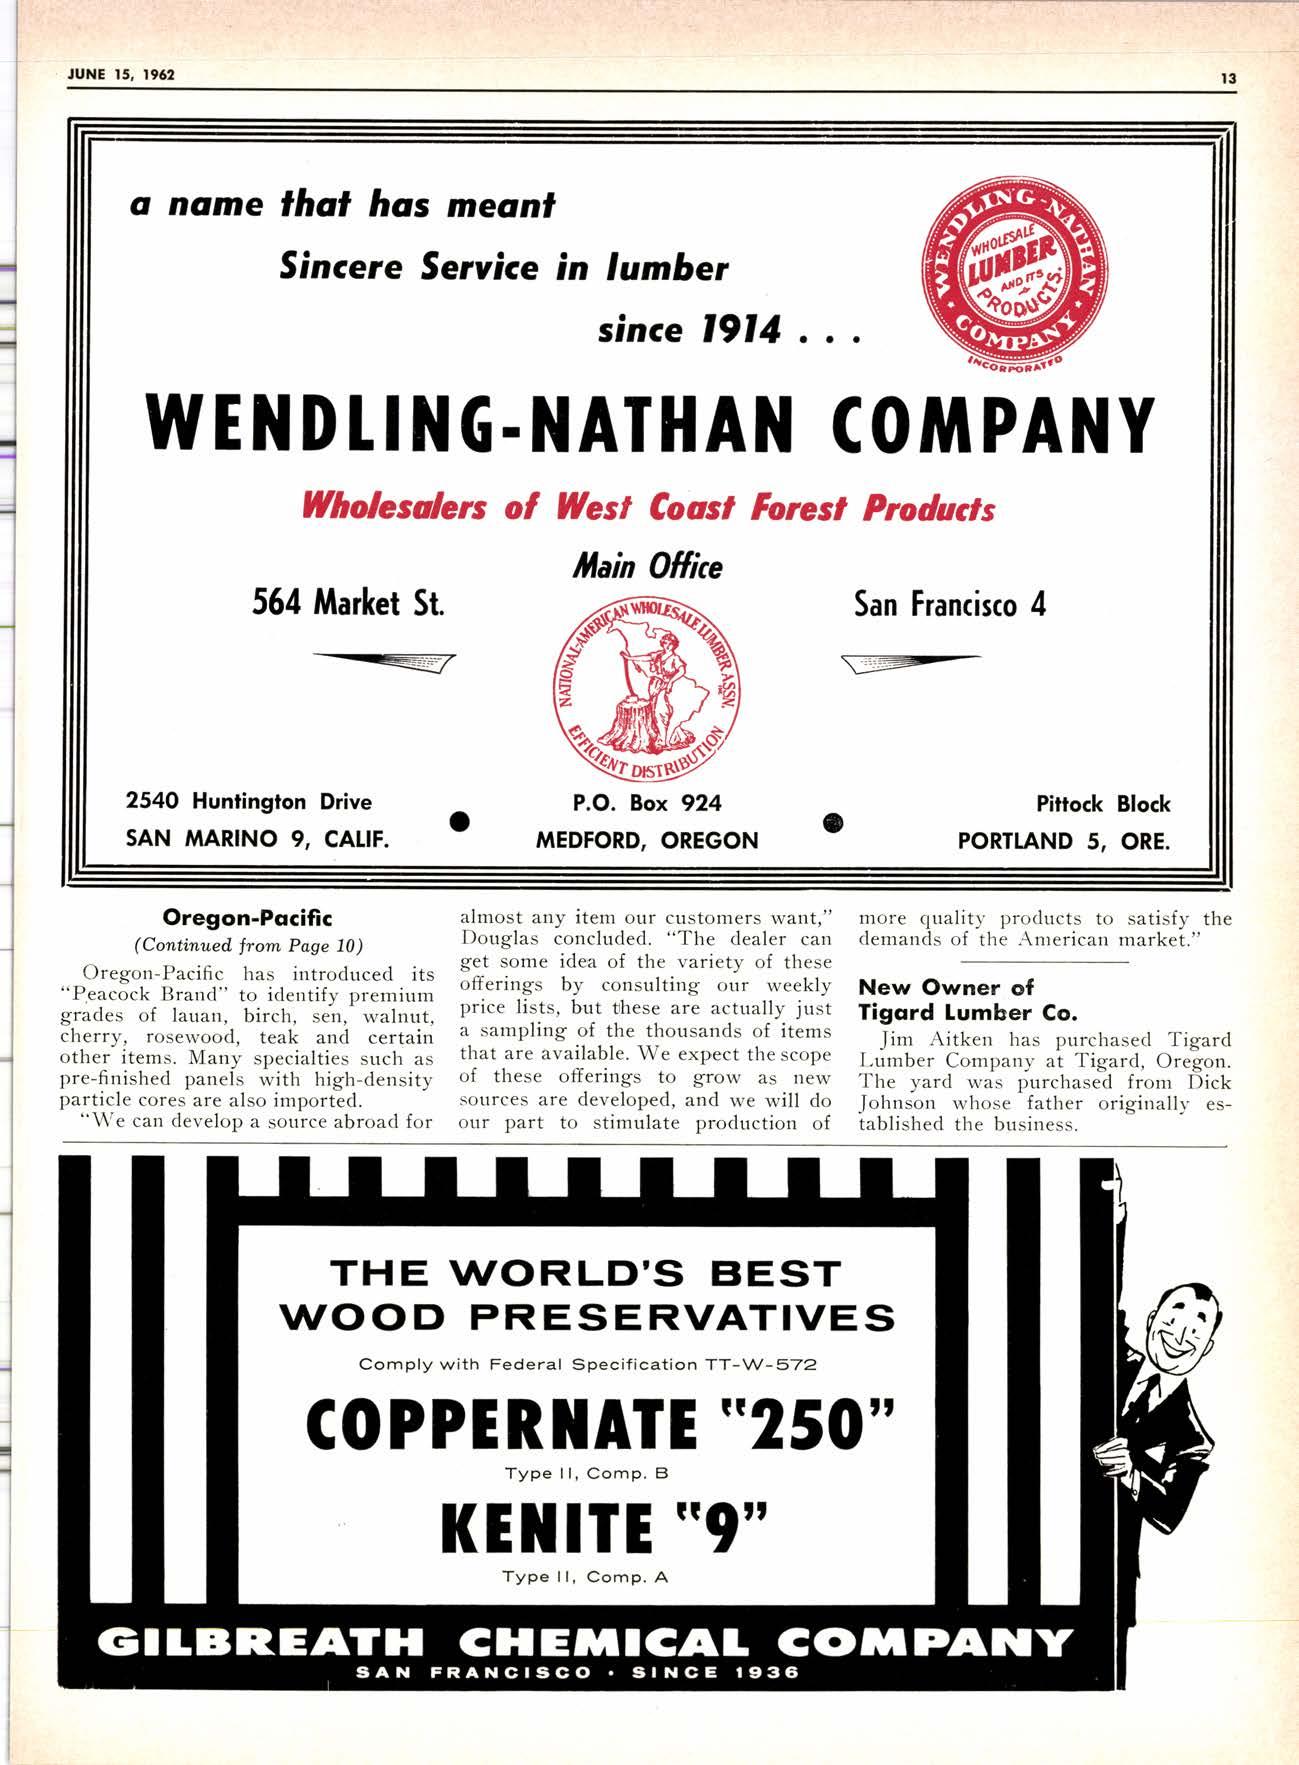 JUNE 15, 1962
13
a name that has meant
Sincere Service in lumber
since 1914 . . .
WENDLING-NATHAN
COMPANY
INCORPORATED
WHOLESALE
LUMBER
AND ITS
PRODUCTS.
WENDLING-NATHAN COMPANY
Wholesalers of West Coast Forest Products
Main Office
564 Market St.
San Francisco 4
NATIONAL-AMERICAN WHOLESALE LUMBER ASSN. INC
EFFICIENT DISTRIBUTION
2540 Huntington Drive
SAN MARINO 9, CALIF.
●
P.O. Box 924
MEDFORD, OREGON
●
Pittock Block
PORTLAND 5, ORE.
Oregon-Pacific
(Continued from Page 10)
Oregon-Pacific has introduced its
"Peacock Brand" to identify premium
grades of lauan, birch, sen, walnut,
cherry, rosewood, teak and certain
other items. Many specialties such as
pre-finished panels with high-density
particle cores are also imported.
"We can develop a source abroad for
almost any item our customers want,"
Douglas concluded. "The dealer can
get some idea of the variety of these
offerings by consulting our weekly
price lists, but these are actually just
a sampling of the thousands of items
that are available. We expect the scope
of these offerings to grow as new
sources are developed, and we will do
our part to stimulate production of
more quality products to satisfy the
demands of the American market."
New Owner of
Tigard Lumber Co.
Jim Aitken has purchased Tigard
Lumber Company at Tigard, Oregon.
The yard was purchased from Dick
Johnson whose father originally es-
tablished the business.
THE WORLD'S BEST
WOOD PRESERVATIVES
Comply with Federal Specification TT-W-572
COPPERNATE "250"
Type II, Comp. B
KENITE "9"
Type II, Comp. A
GILBREATH CHEMICAL COMPANY
SAN FRANCISCO • SINCE 1936